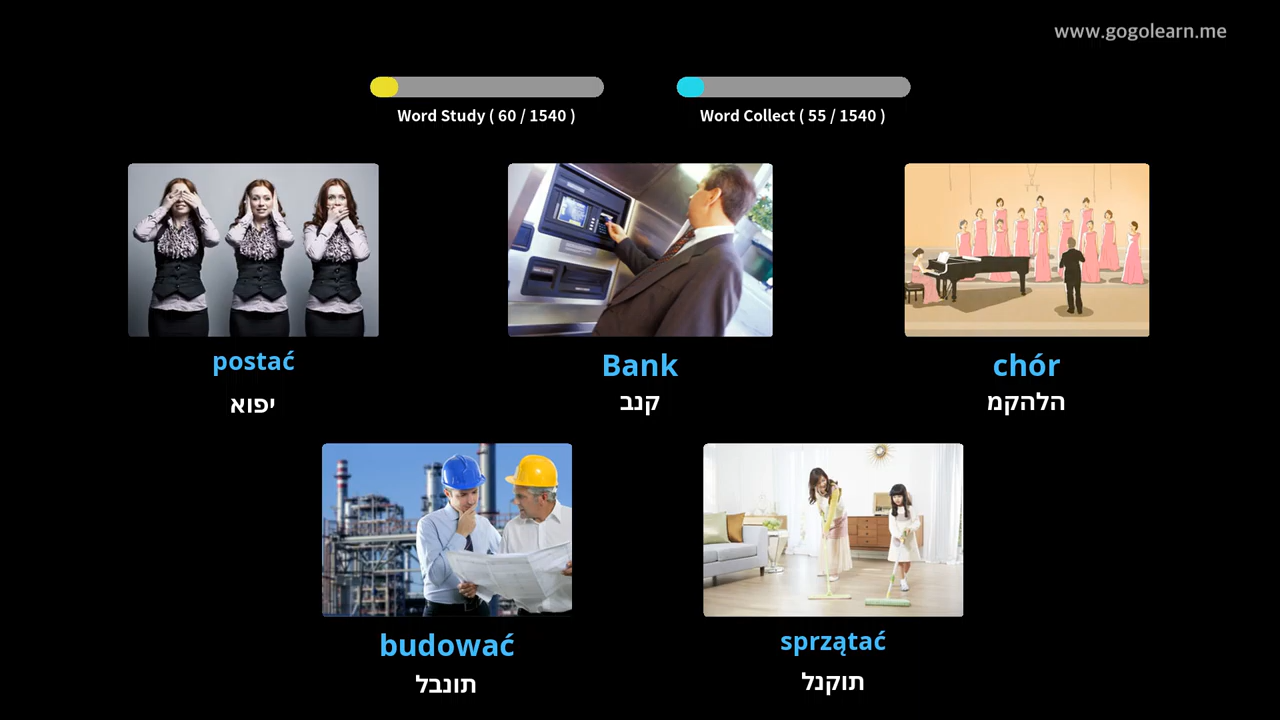 www.gogolearn.me
Word Study ( 60 / 1540 )
Word Collect ( 55 / 1540 )
postać
יפוא
Bank
קנב
chór
הלהקמ
budować
תונבל
sprzątać
תוקנל